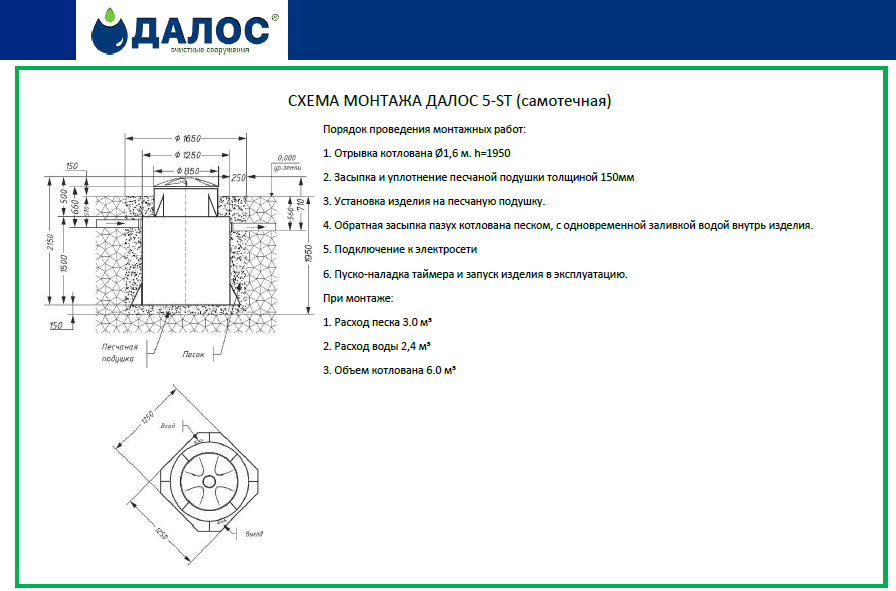 ДАЛОС®
очистные сооружения
СХЕМА МОНТАЖА ДАЛОС 5-ST (самотечная)
Порядок проведения монтажных работ:
1. Отрывка котлована Ø1,6 м. h=1950
2. Засыпка и уплотнение песчаной подушки толщиной 150мм
3. Установка изделия на песчаную подушку.
4. Обратная засыпка пазух котлована песком, с одновременной заливкой водой внутрь изделия.
5. Подключение к электросети
6. Пуско-наладка таймера и запуск изделия в эксплуатацию.
При монтаже:
1. Расход песка 3.0 м³
2. Расход воды 2,4 м³
3. Объем котлована 6.0 м³
ф 1650
ф 1250
ф 850
0,000
ур.земли
150
250
500
660
560
710
2150
1500
1950
150
Песчаная
подушка
Песок
1250
Вход
1250
Выход